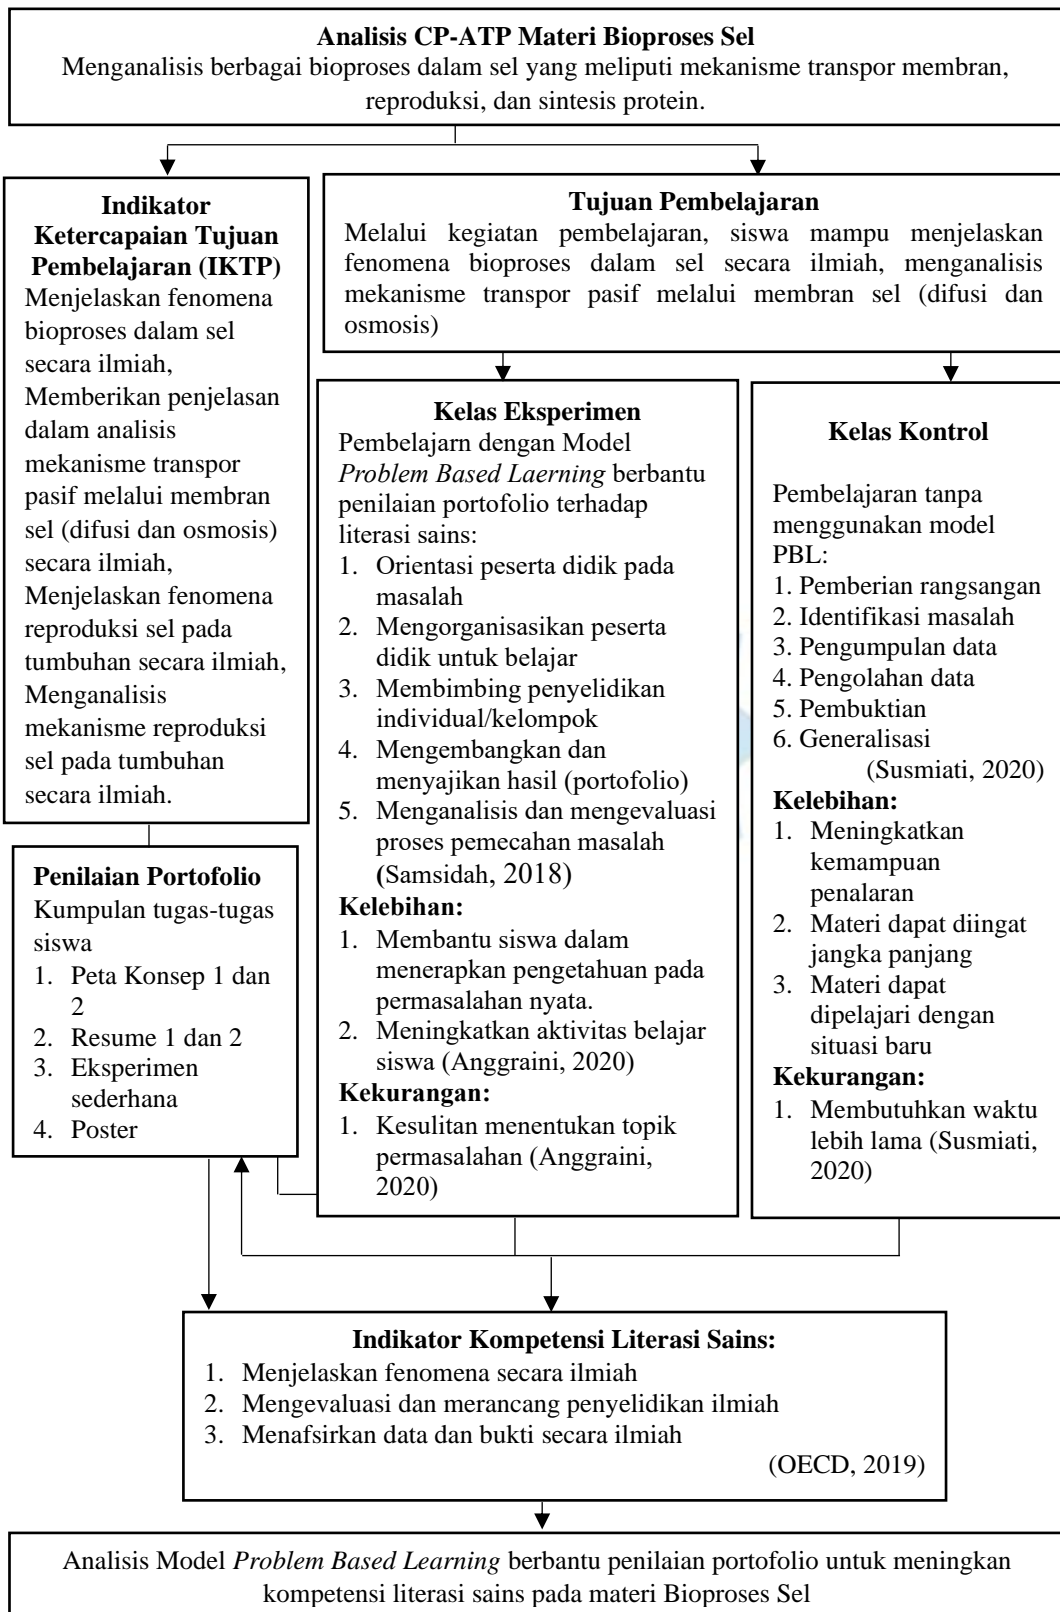 Analisis CP-ATP Materi Bioproses Sel
Menganalisis berbagai bioproses dalam sel yang meliputi mekanisme transpor membran,
reproduksi, dan sintesis protein.
Indikator
Ketercapaian Tujuan
Pembelajaran (IKTP)
Menjelaskan fenomena
bioproses dalam sel
secara ilmiah,
Memberikan penjelasan
dalam analisis
mekanisme transpor
pasif melalui membran
sel (difusi dan osmosis)
secara ilmiah,
Menjelaskan fenomena
reproduksi sel pada
tumbuhan secara ilmiah,
Menganalisis
mekanisme reproduksi
sel pada tumbuhan
secara ilmiah.
Tujuan Pembelajaran
Melalui kegiatan pembelajaran, siswa mampu menjelaskan
fenomena bioproses dalam sel secara ilmiah, menganalisis
mekanisme transpor pasif melalui membran sel (difusi dan
osmosis)
Kelas Eksperimen
Pembelajarn dengan Model
Problem Based Laerning berbantu
penilaian portofolio terhadap
literasi sains:
1. Orientasi peserta didik pada
masalah
2. Mengorganisasikan peserta
didik untuk belajar
3. Membimbing penyelidikan
individual/kelompok
4. Mengembangkan dan
menyajikan hasil (portofolio)
5. Menganalisis dan mengevaluasi
proses pemecahan masalah
(Samsidah, 2018)
Kelebihan:
1. Membantu siswa dalam
menerapkan pengetahuan pada
permasalahan nyata.
2. Meningkatkan aktivitas belajar
siswa (Anggraini, 2020)
Kekurangan:
1. Kesulitan menentukan topik
permasalahan (Anggraini,
2020)
Kelas Kontrol
Pembelajaran tanpa
menggunakan model
PBL:
1. Pemberian rangsangan
2. Identifikasi masalah
3. Pengumpulan data
4. Pengolahan data
5. Pembuktian
6. Generalisasi
(Susmiati, 2020)
Kelebihan:
1. Meningkatkan
kemampuan
penalaran
2. Materi dapat diingat
jangka panjang
3. Materi dapat
dipelajari dengan
situasi baru
Kekurangan:
1. Membutuhkan waktu
lebih lama (Susmiati,
2020)
Penilaian Portofolio
Kumpulan tugas-tugas
siswa
1. Peta Konsep 1 dan
2
2. Resume 1 dan 2
3. Eksperimen
sederhana
4. Poster
Indikator Kompetensi Literasi Sains:
1. Menjelaskan fenomena secara ilmiah
2. Mengevaluasi dan merancang penyelidikan ilmiah
3. Menafsirkan data dan bukti secara ilmiah
(OECD, 2019)
Analisis Model Problem Based Learning berbantu penilaian portofolio untuk meningkan
kompetensi literasi sains pada materi Bioproses Sel